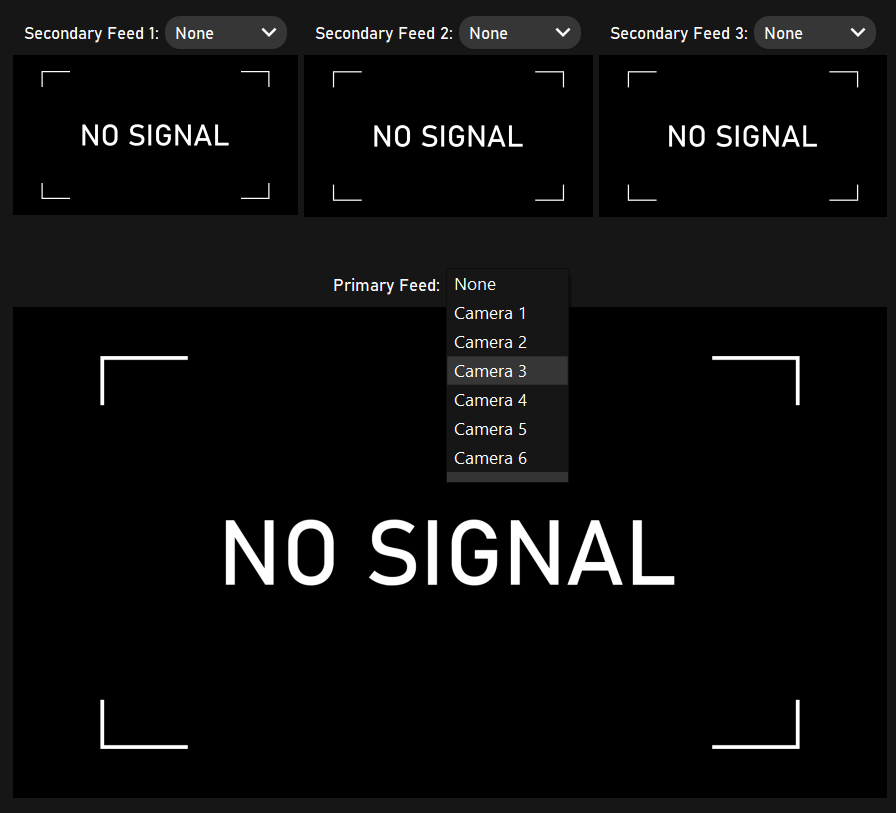 Secondary Feed 1: None
Secondary Feed 2: None
Secondary Feed 3: None
NO SIGNAL
NO SIGNAL
NO SIGNAL
Primary Feed:
None
Camera 1
Camera 2
Camera 3
Camera 4
Camera 5
Camera 6
NO SIGNAL